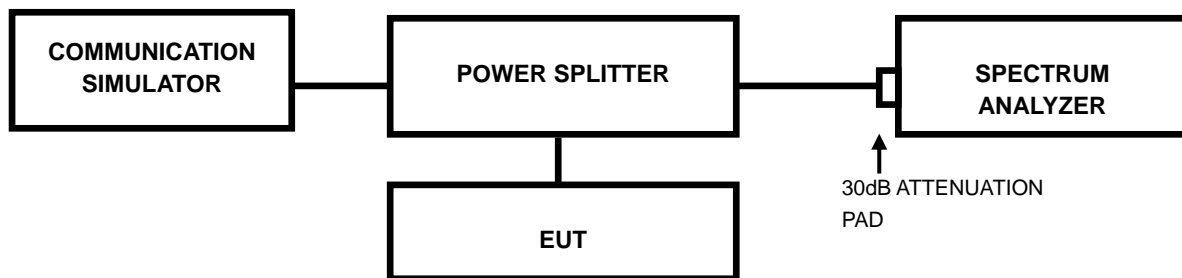 COMMUNICATION
SIMULATOR
POWER SPLITTER
SPECTRUM
ANALYZER
30dB ATTENUATION
PAD
EUT